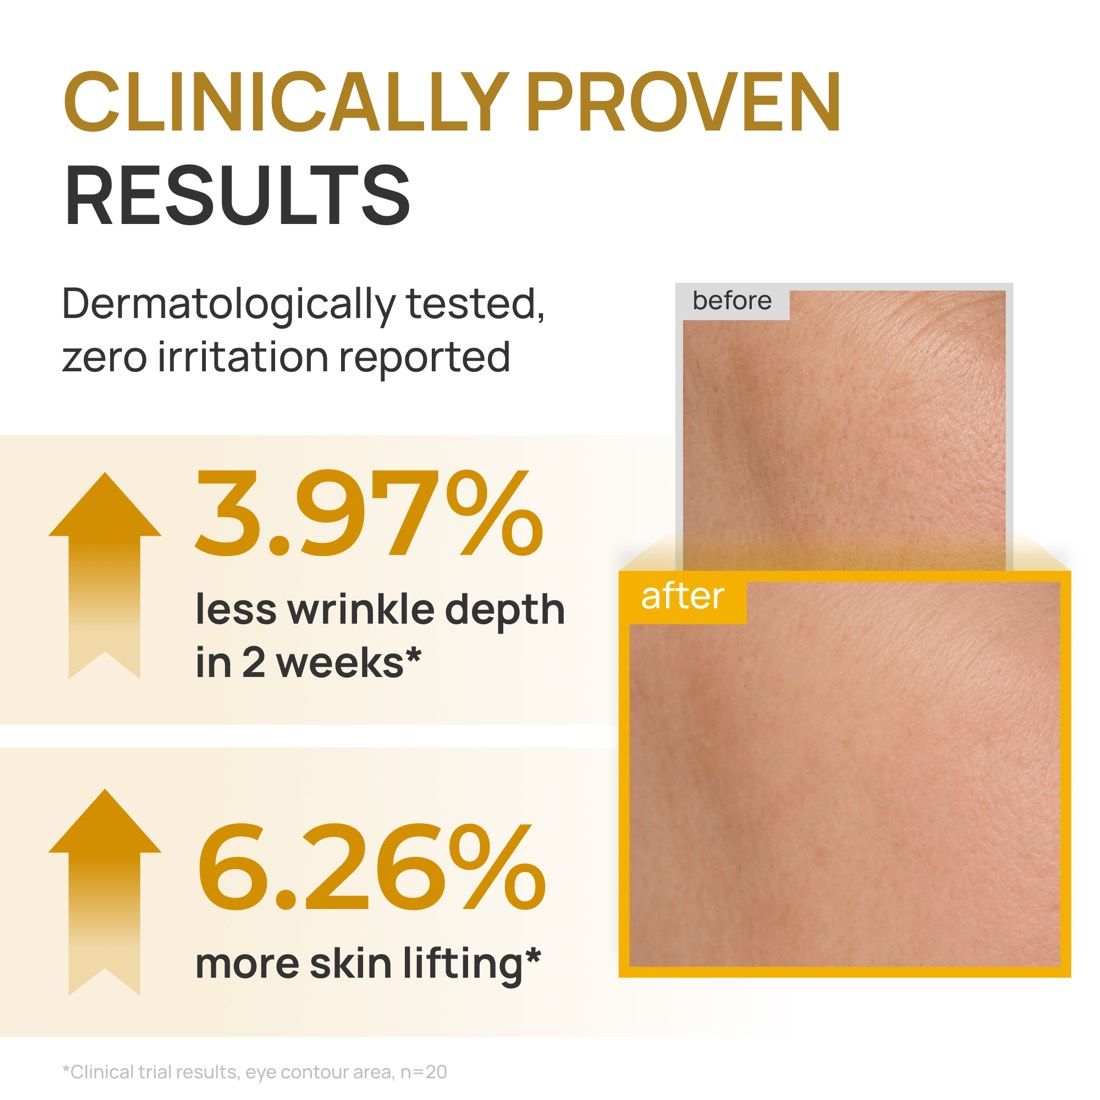 CLINICALLY PROVEN
RESULTS
Dermatologically tested,
zero irritation reported
before
3.97%
less wrinkle depth
in 2 weeks*
after
6.26%
more skin lifting*
*Clinical trial results, eye contour area, n=20